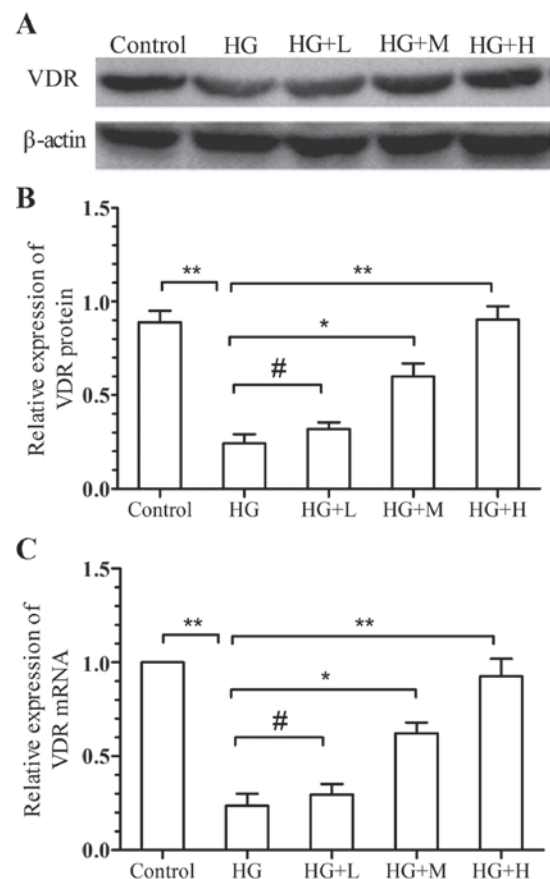 A
Control HG HG+L HG+M HG+H
VDR
β-actin
B
Relative expression of
VDR protein
1.5
1.0
0.5
0.0
** **
*
#
Control HG HG+L HG+M HG+H
C
Relative expression of
VDR mRNA
1.5
1.0
0.5
0.0
** **
*
#
Control HG HG+L HG+M HG+H